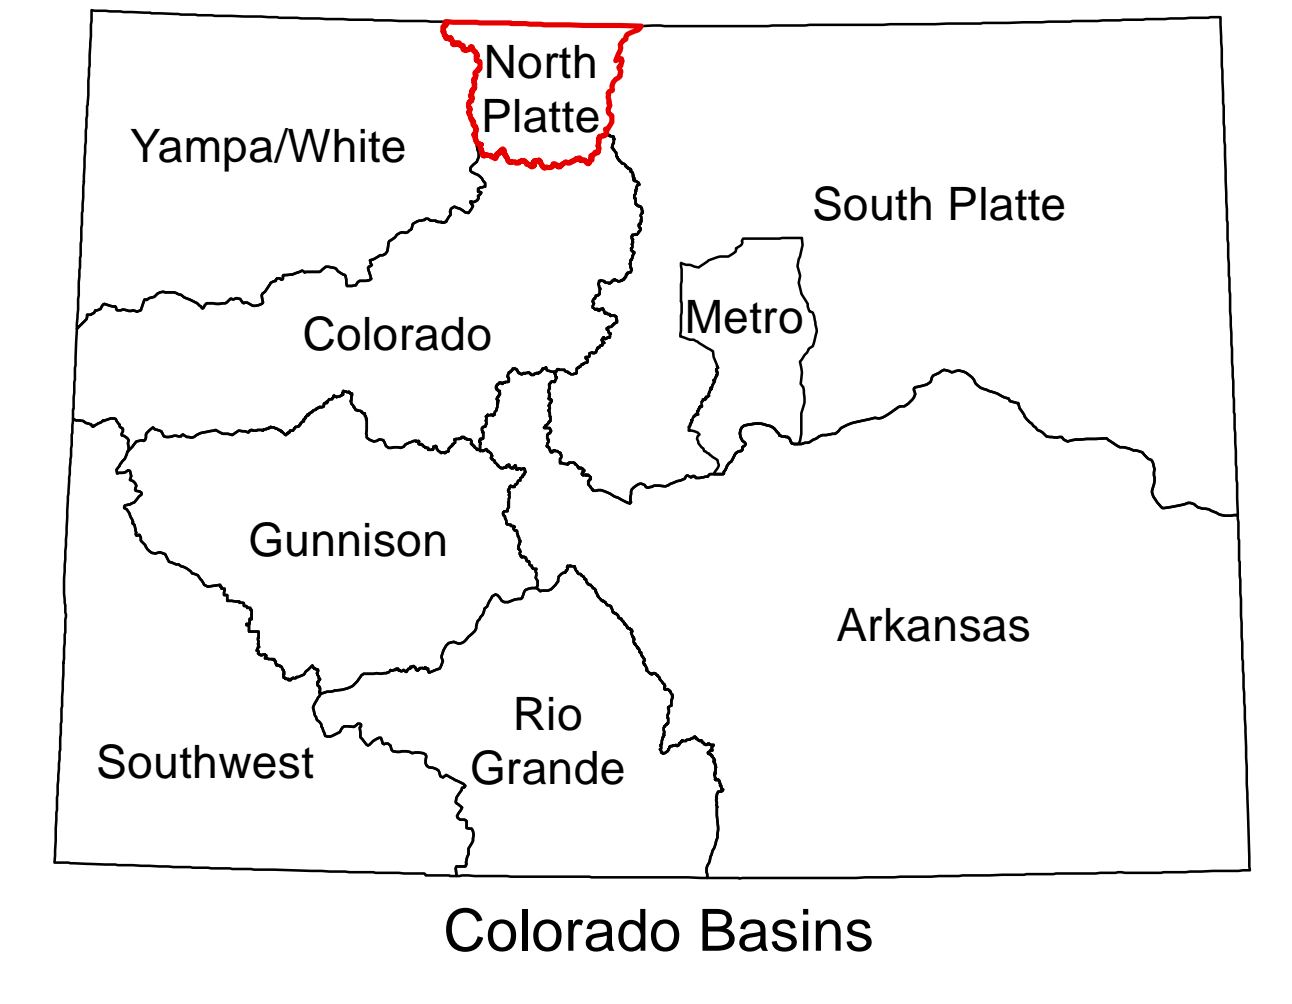 North
Platte
Yampa/White
South Platte
Metro
Colorado
Gunnison
Arkansas
Rio
Grande
Southwest
Colorado Basins